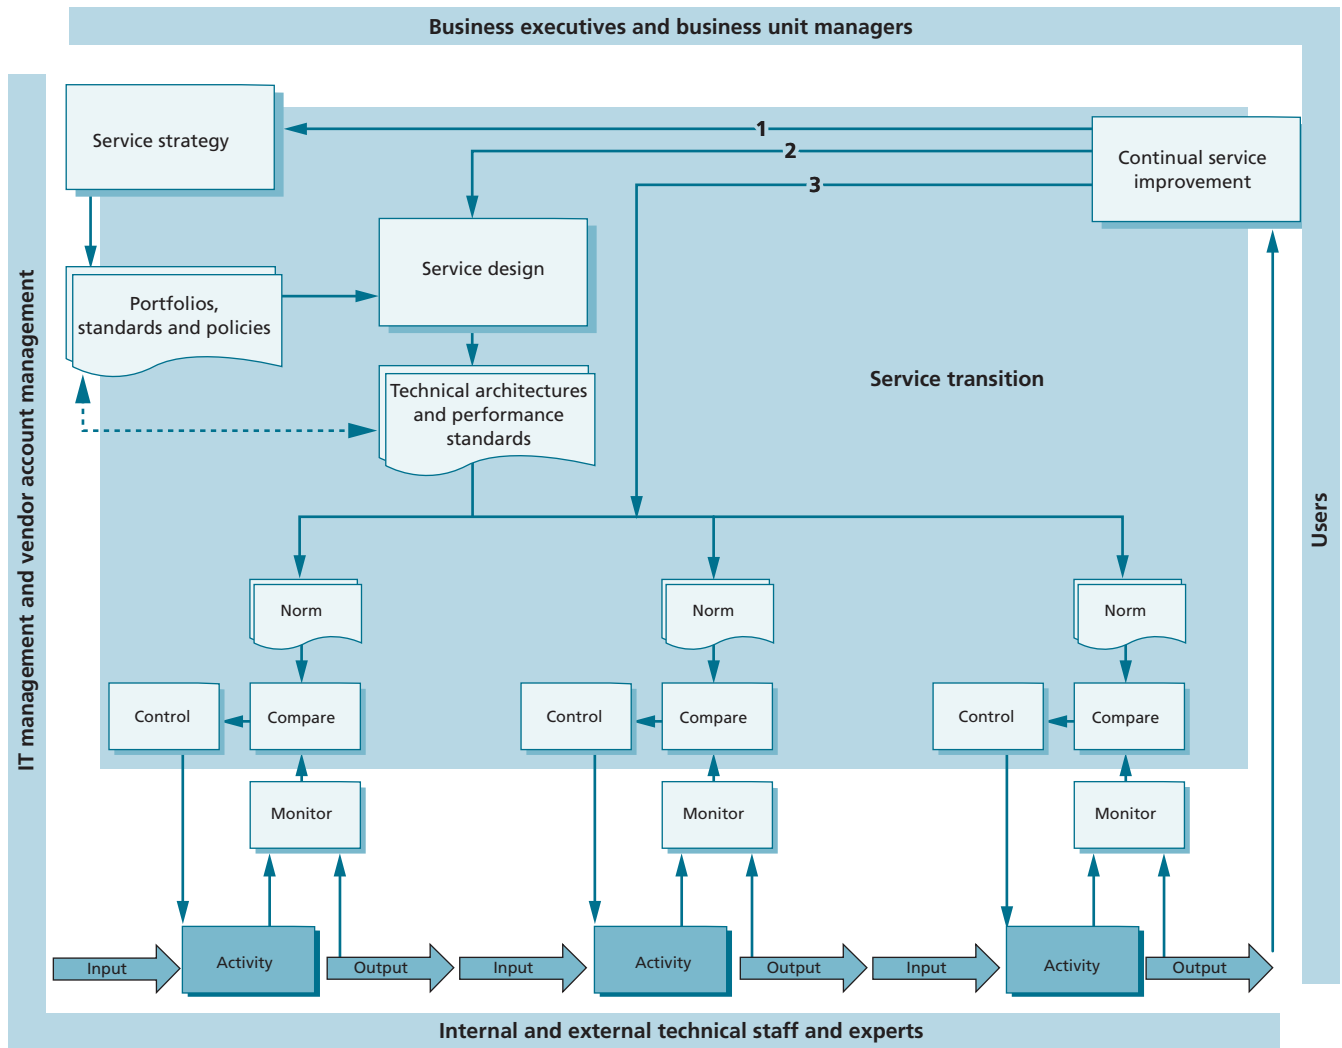 Business executives and business unit managers
Service strategy
1
2
3
Continual service
improvement
Service design
Portfolios,
standards and policies
Technical architectures
and performance
standards
Service transition
IT management and vendor account management
Users
Norm
Norm
Norm
Control
Compare
Control
Compare
Control
Compare
Monitor
Monitor
Monitor
Input
Activity
Output
Input
Activity
Output
Input
Activity
Output
Internal and external technical staff and experts